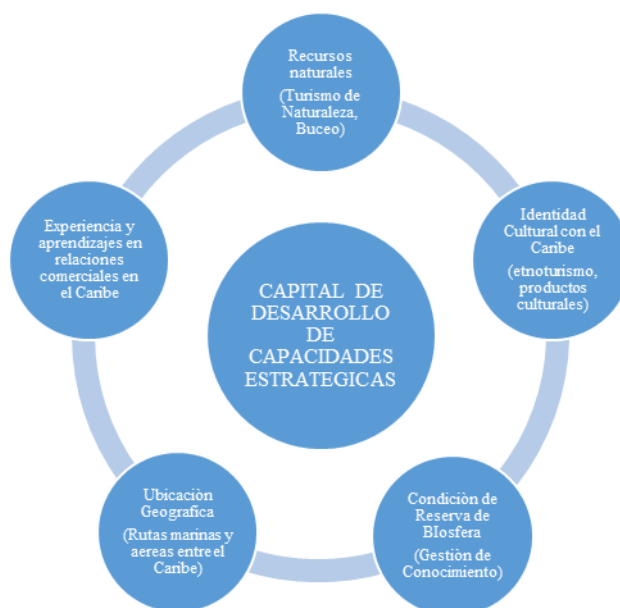 Recursos
naturales
(Turismo de
Naturaleza,
Buceo)
Identidad
Cultural con el
Caribe
(etnoturismo,
productos
culturales)
Condiciòn de
Reserva de
BIosfera
(Gestiòn de
Conocimiento)
Ubicaciòn
Geografica
(Rutas marinas y
aereas entre el
Caribe)
Experiencia y
aprendizajes en
relaciones
comerciales en
el Caribe
CAPITAL DE
DESARROLLO
DE
CAPACIDADES
ESTRATEGICAS